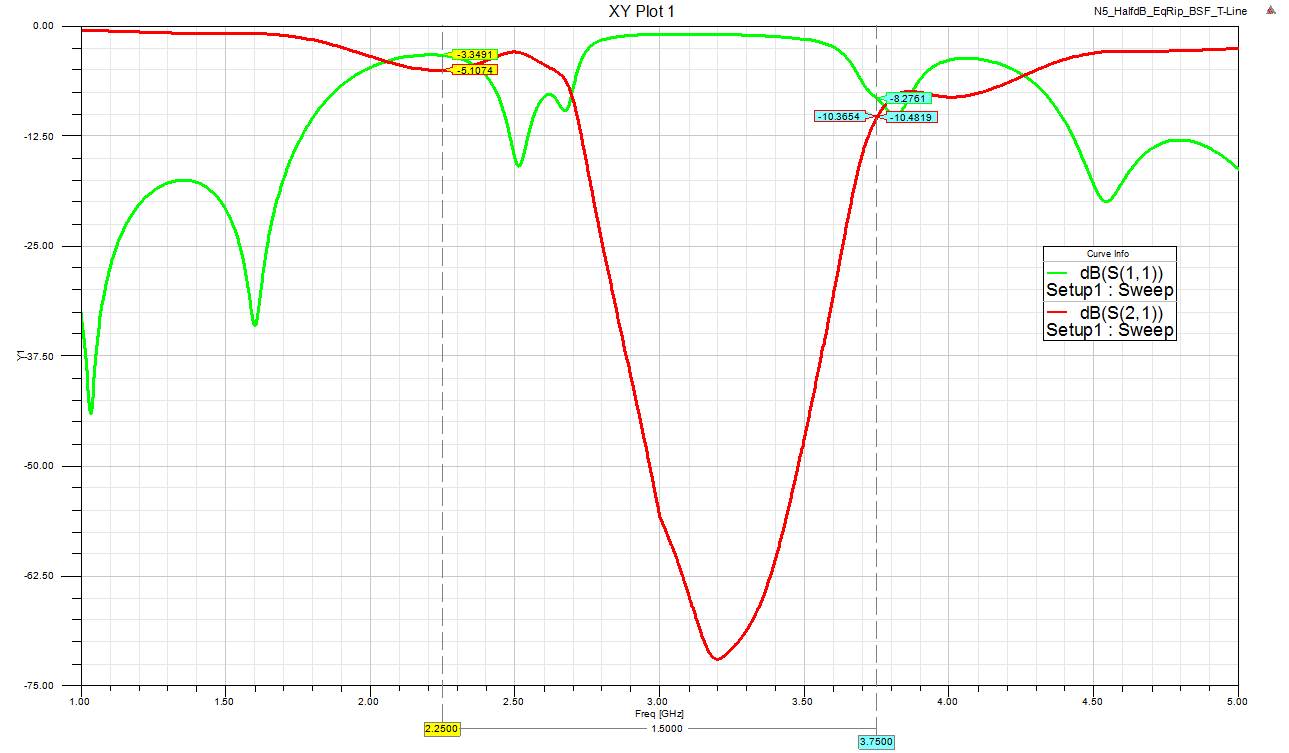 XY Plot 1
N5_HalfdB_EqRip_BSF_T-Line
0.00
-12.50
-25.00
-37.50
-50.00
-62.50
-75.00
Y1
-3.3491
-5.1074
-8.2761
-10.3654
-10.4819
Curve Info
dB(S(1,1))
Setup1 : Sweep
dB(S(2,1))
Setup1 : Sweep
1.00 1.50 2.00 2.50 3.00 3.50 4.00 4.50 5.00
Freq [GHz]
2.2500 1.5000
3.7500